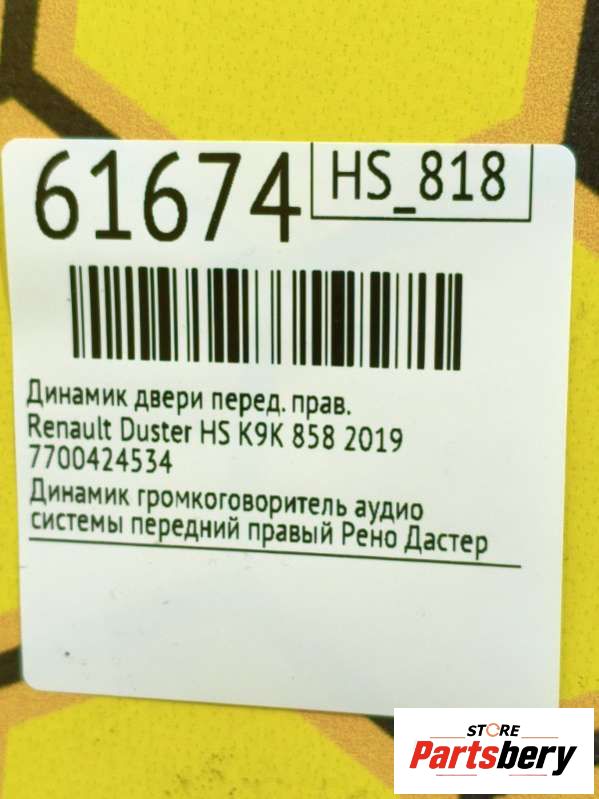 61674
HS_818
Динамик двери перед. прав.
Renault Duster HS K9K 858 2019
7700424534
Динамик громкоговоритель аудио
системы передний правый Рено Дастер
STORE
Partsbery